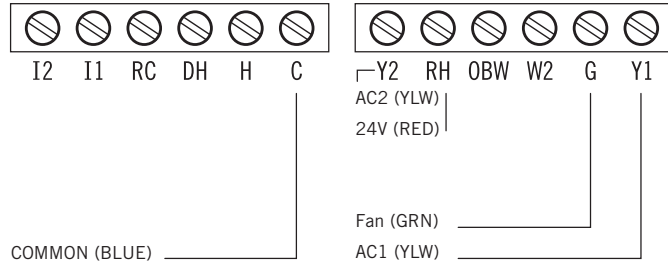 I2 I1 RC DH H C Y2 RH OBW W2 G Y1
AC2 (YLW)
24V (RED)
Fan (GRN)
COMMON (BLUE) AC1 (YLW)